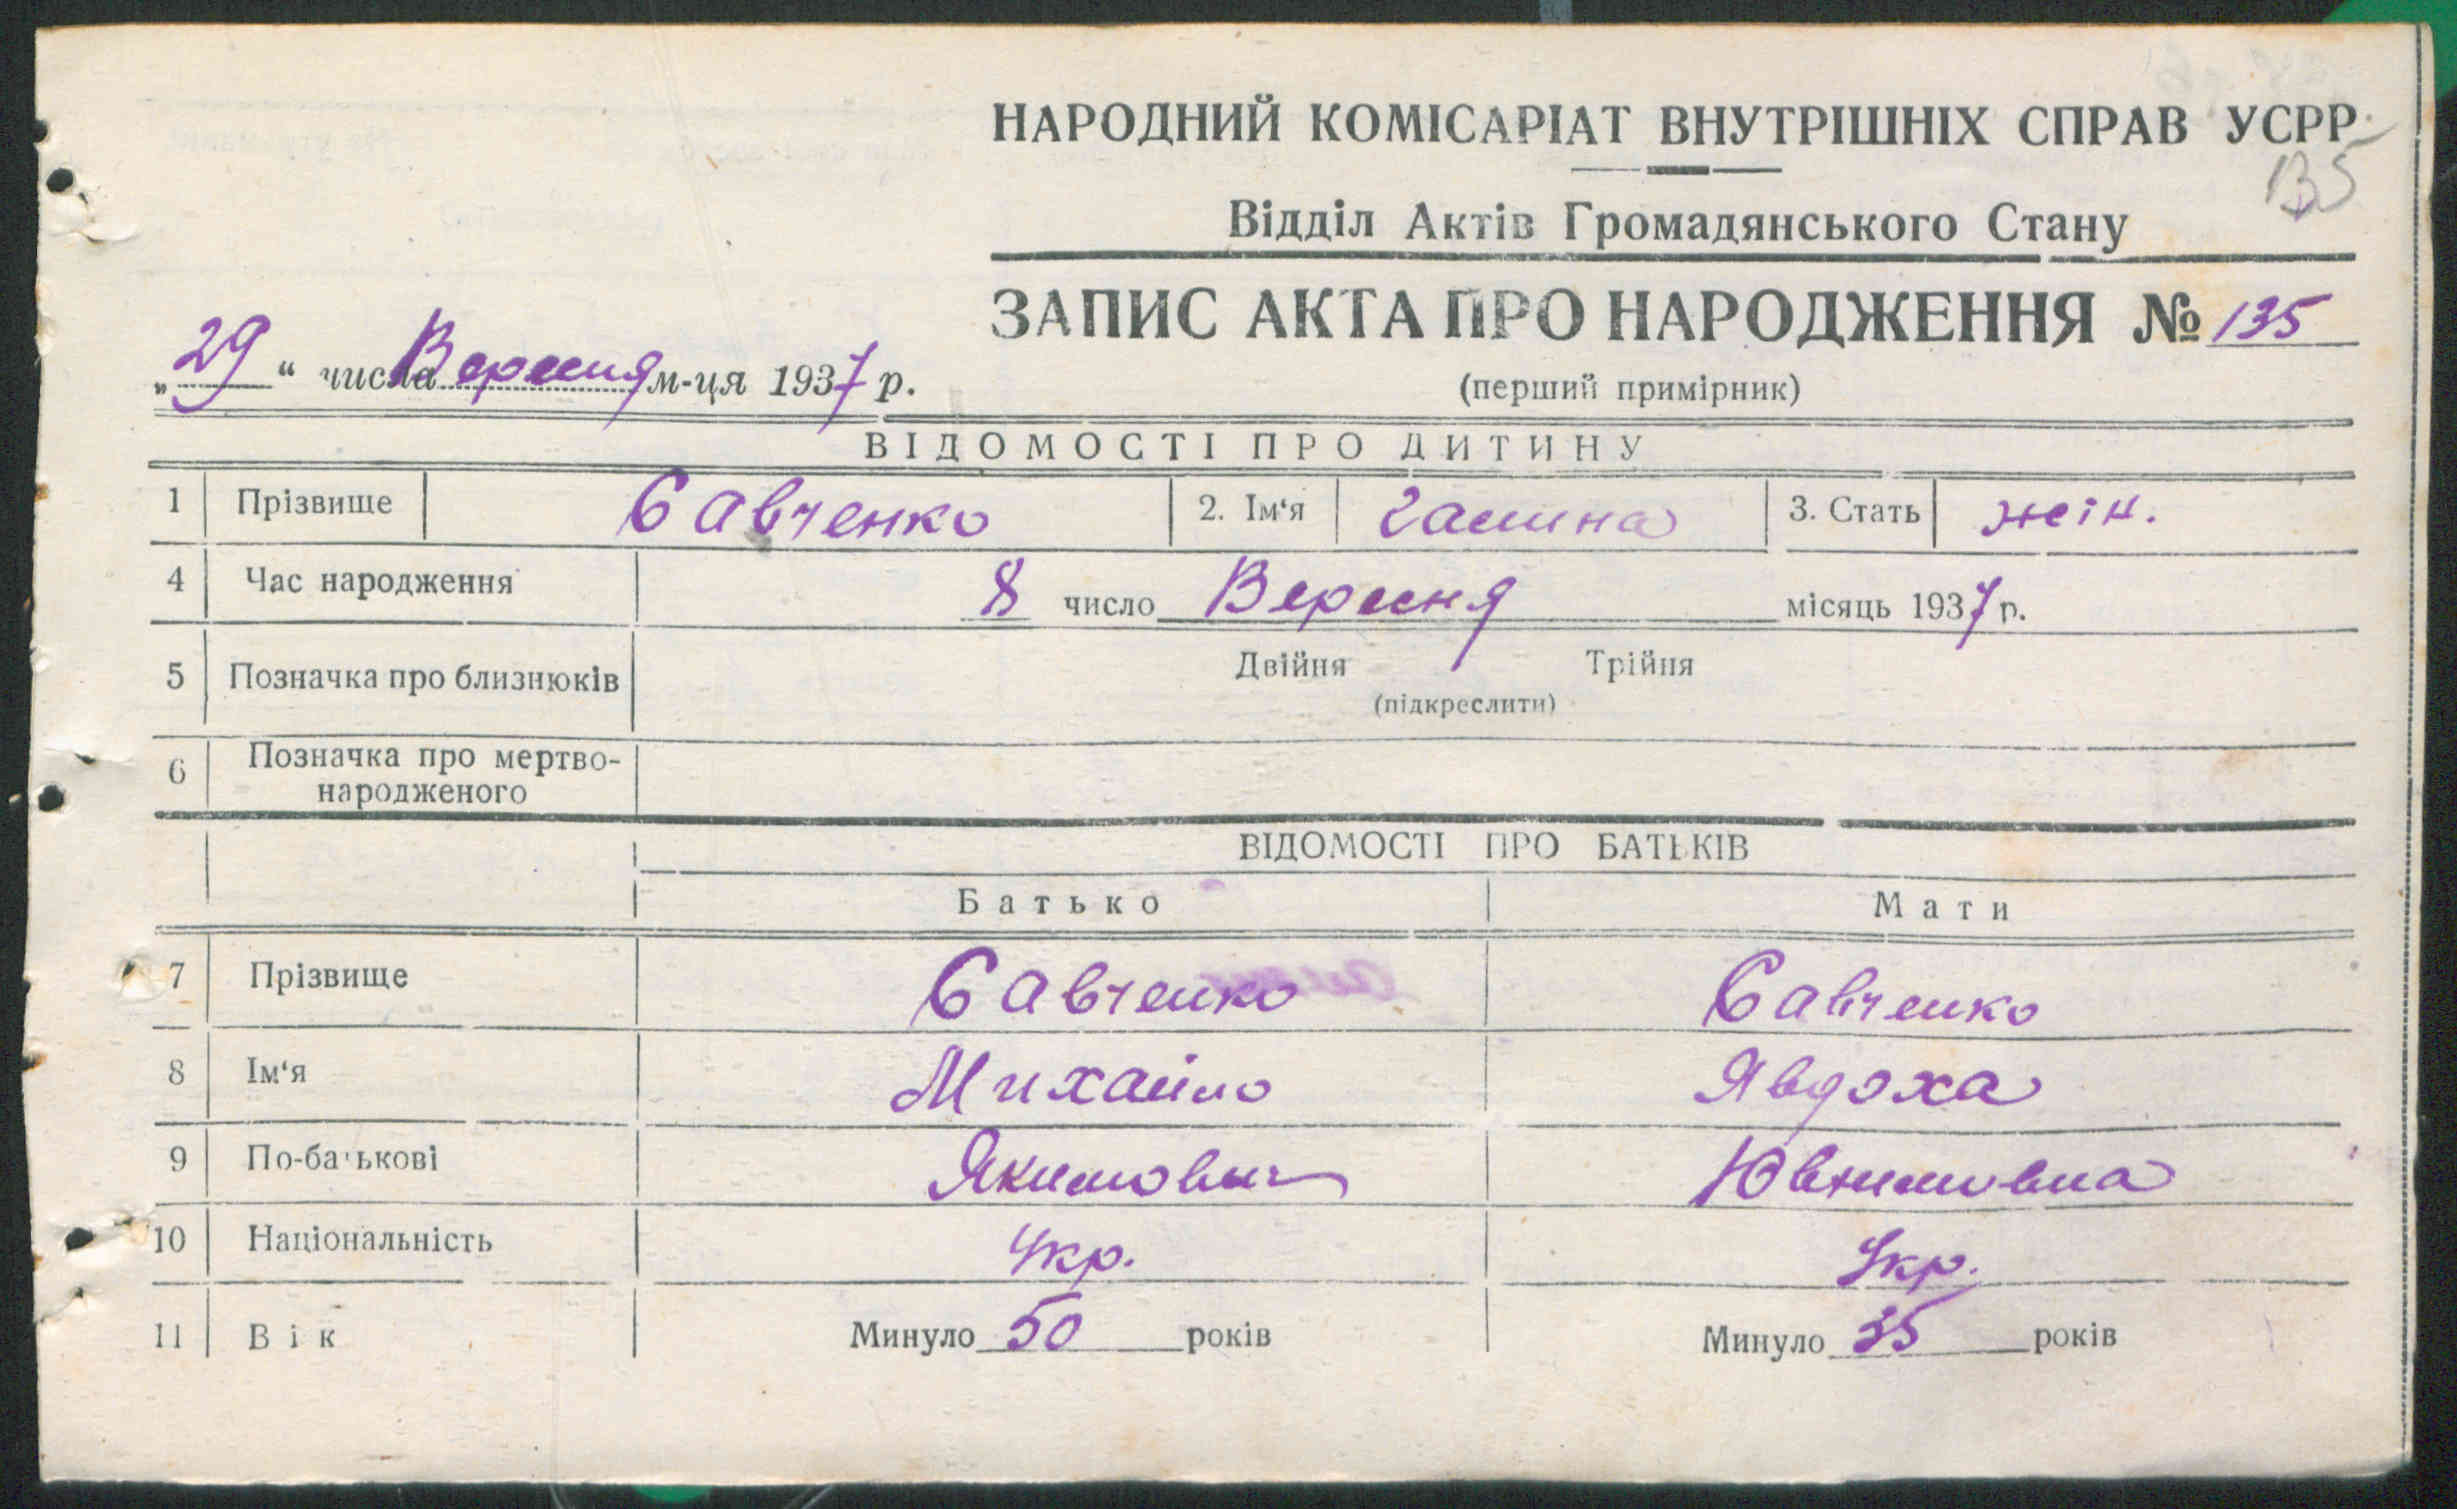 НАРОДНИЙ КОМІСАРІАТ ВНУТРІШНІХ СПРАВ УСРР
135
Відділ Актів Громадянського Стану
ЗАПИС АКТА ПРО НАРОДЖЕННЯ № 135
„29“ числа Вересня м-ця 1937 р.
(перший примірник)
ВІДОМОСТІ ПРО ДИТИНУ
1 Прізвище Савченко 2. Ім‘я Галина 3. Стать жін.
4 Час народження 8 число Вересня місяць 1937 р.
5 Позначка про близнюків Двійня Трійня
(підкреслити)
6 Позначка про мертво-
народженого
ВІДОМОСТІ ПРО БАТЬКІВ
Батько Мати
7 Прізвище Савченко Савченко
8 Ім‘я Михайло Явдоха
9 По-батькові Якимович Ювтимовна
10 Національність Укр. Укр.
11 Вік Минуло 50 років Минуло 35 років